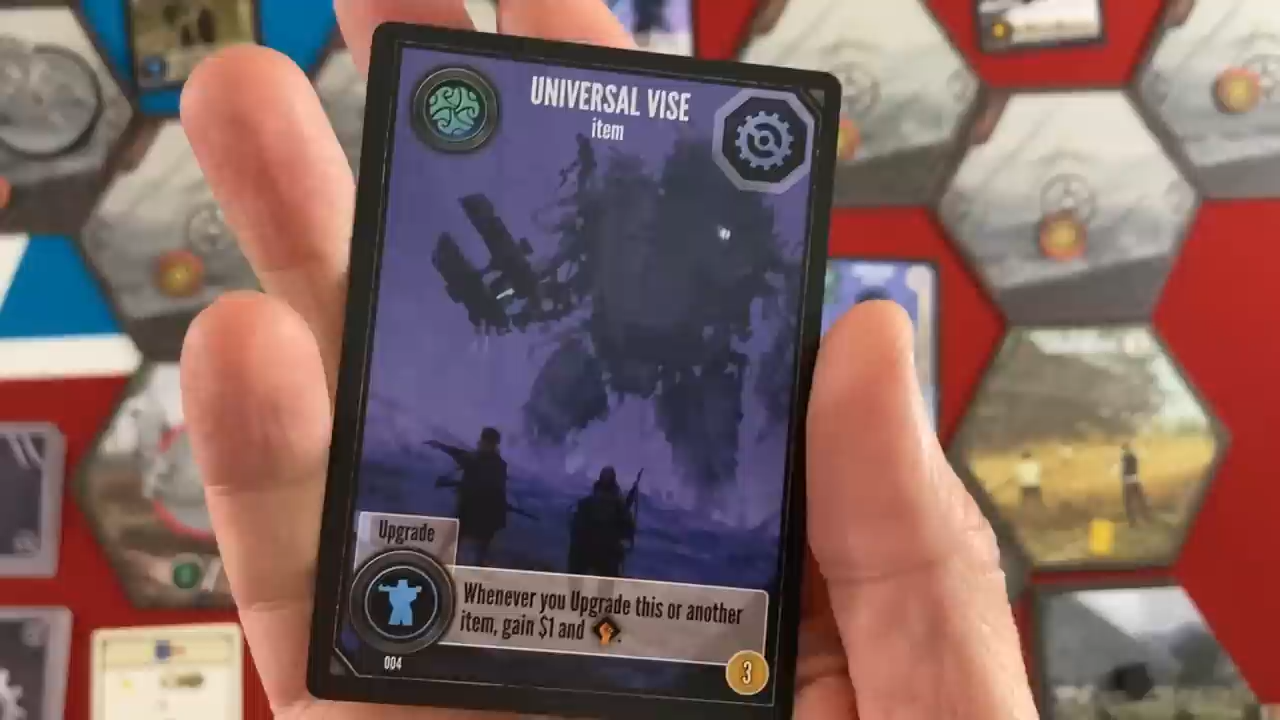 UNIVERSAL VISE
item
Upgrade
Whenever you Upgrade this or another
item, gain $1 and .
004
3